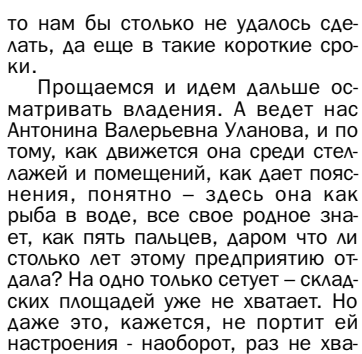 то нам бы столько не удалось сде-
лать, да еще в такие короткие сро-
ки.
Прощаемся и идем дальше ос-
матривать владения. А ведет нас
Антонина Валерьевна Уланова, и по
тому, как движется она среди стел-
лажей и помещений, как дает пояс-
нения, понятно – здесь она как
рыба в воде, все свое родное зна-
ет, как пять пальцев, даром что ли
столько лет этому предприятию от-
дала? На одно только сетует – склад-
ских площадей уже не хватает. Но
даже это, кажется, не портит ей
настроения - наоборот, раз не хва-